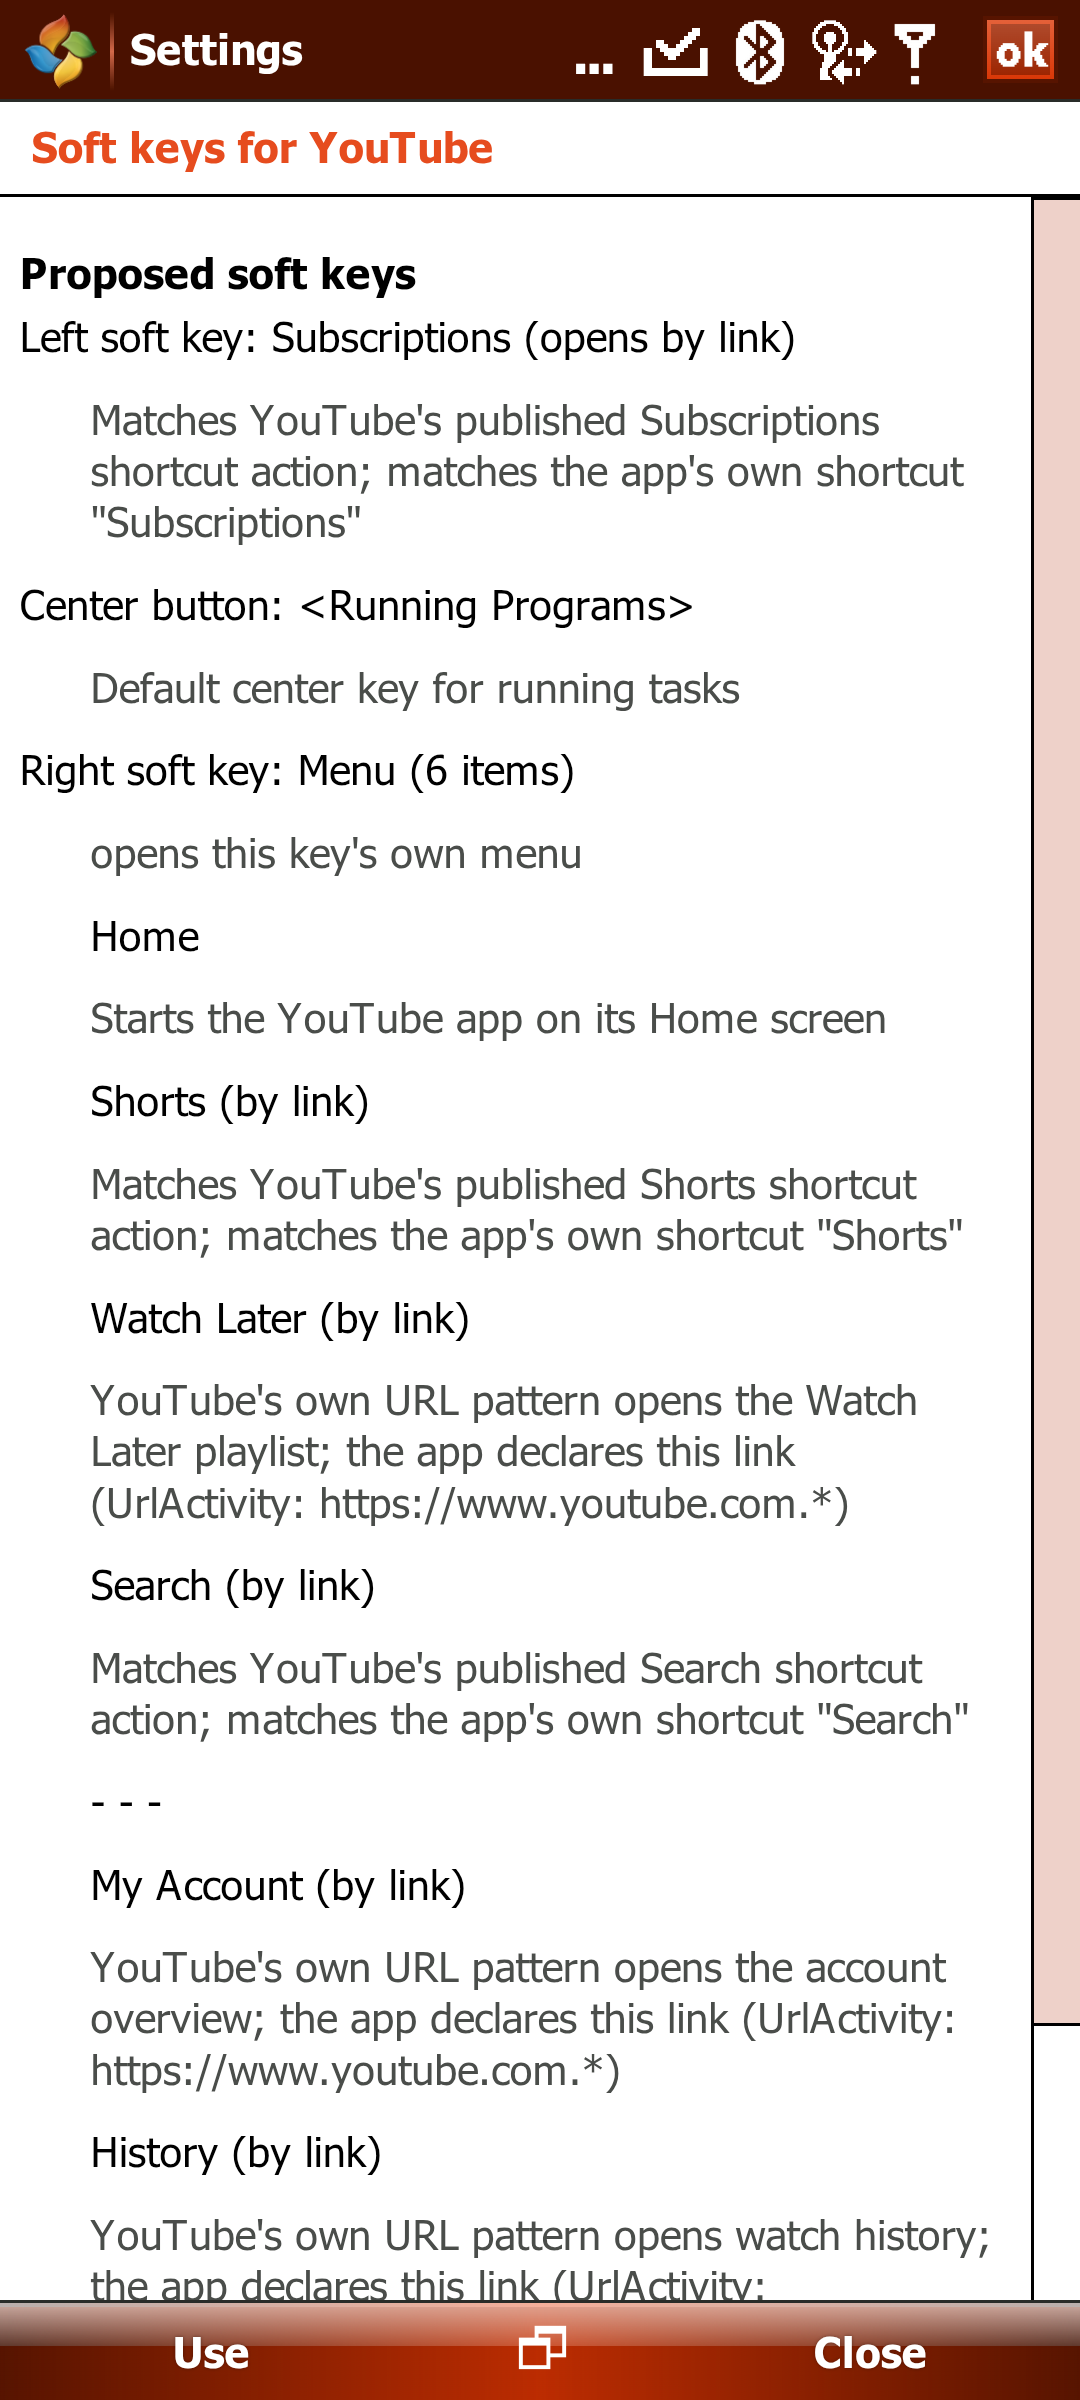 Settings
... ok
Soft keys for YouTube
Proposed soft keys
Left soft key: Subscriptions (opens by link)
Matches YouTube's published Subscriptions
shortcut action; matches the app's own shortcut
"Subscriptions"
Center button: <Running Programs>
Default center key for running tasks
Right soft key: Menu (6 items)
opens this key's own menu
Home
Starts the YouTube app on its Home screen
Shorts (by link)
Matches YouTube's published Shorts shortcut
action; matches the app's own shortcut "Shorts"
Watch Later (by link)
YouTube's own URL pattern opens the Watch
Later playlist; the app declares this link
(UrlActivity: https://www.youtube.com.*)
Search (by link)
Matches YouTube's published Search shortcut
action; matches the app's own shortcut "Search"
- - -
My Account (by link)
YouTube's own URL pattern opens the account
overview; the app declares this link (UrlActivity:
https://www.youtube.com.*)
History (by link)
YouTube's own URL pattern opens watch history;
the app declares this link (UrlActivity:
Use Close